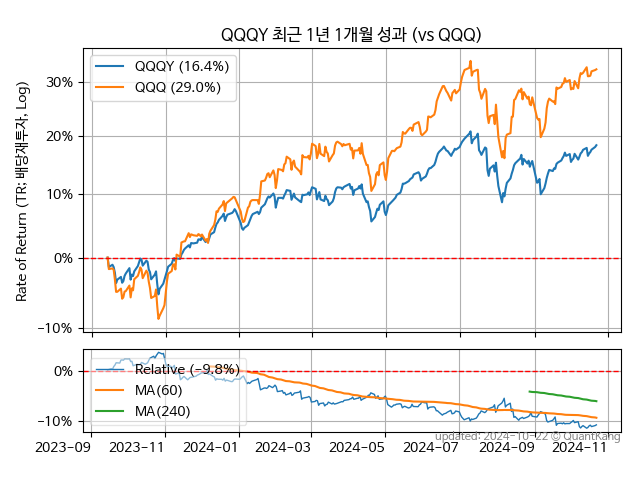 QQQY 최근 1년 1개월 성과 (vs QQQ)
QQQY (16.4%)
QQQ (29.0%)
30%
20%
10%
0%
−10%
Rate of Return (TR: 배당재투자, Log)
Relative (−9.8%)
MA(60)
MA(240)
0%
−10%
2023-09 2023-11 2024-01 2024-03 2024-05 2024-07 2024-09 2024-11
updated: 2024-10-22 © QuantKang